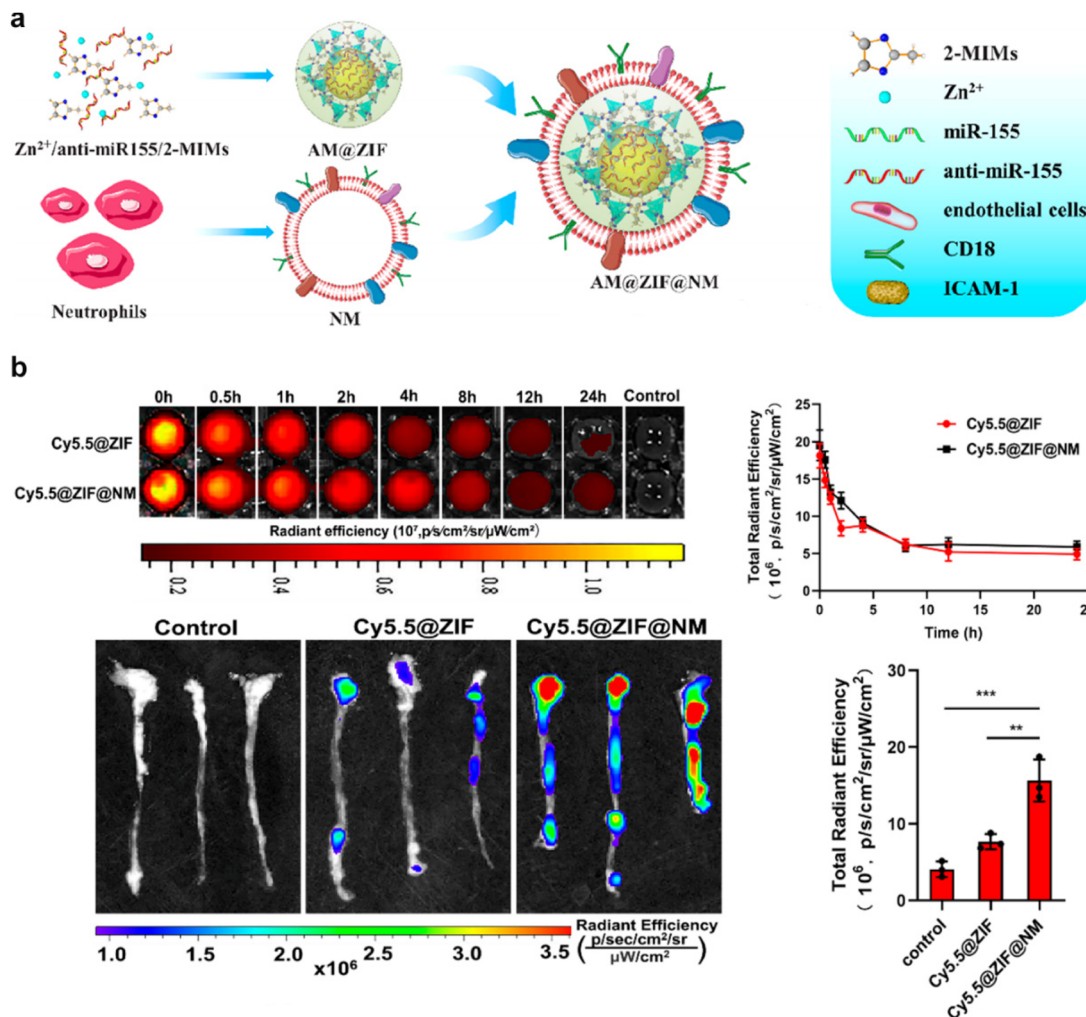 a
Zn²⁺/anti-miR155/2-MIMs
AM@ZIF
Neutrophils
NM
AM@ZIF@NM
2-MIMs
Zn²⁺
miR-155
anti-miR-155
endothelial cells
CD18
ICAM-1
b
0h 0.5h 1h 2h 4h 8h 12h 24h Control
Cy5.5@ZIF
Cy5.5@ZIF@NM
Radiant efficiency (10⁷,p/s/cm²/sr/µW/cm²)
0.2 0.4 0.6 0.8 1.0
Total Radiant Efficiency
( 10⁶, p/s/cm²/sr/µW/cm²)
25
20
15
10
5
0
0 5 10 15 20 2
Time (h)
Cy5.5@ZIF
Cy5.5@ZIF@NM
Control Cy5.5@ZIF Cy5.5@ZIF@NM
1.0 1.5 2.0 2.5 3.0 3.5
x10⁶
Radiant Efficiency
(p/sec/cm²/sr
µW/cm²)
Total Radiant Efficiency
( 10⁶, p/s/cm²/sr/µW/cm²)
30
20
10
0
***
**
control
Cy5.5@ZIF
Cy5.5@ZIF@NM